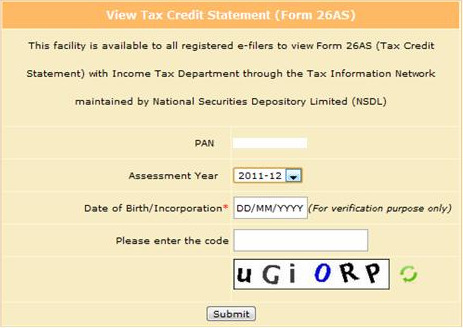 View Tax Credit Statement (Form 26AS)
This facility is available to all registered e-filers to view Form 26AS (Tax Credit
Statement) with Income Tax Department through the Tax Information Network
maintained by National Securities Depository Limited (NSDL)
PAN
Assessment Year 2011-12
Date of Birth/Incorporation* DD/MM/YYYY (For verification purpose only)
Please enter the code
uGiORP
Submit